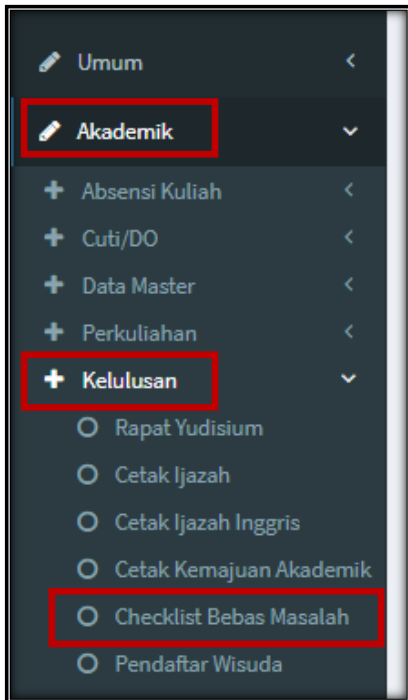 Umum
Akademik
Absensi Kuliah
Cuti/DO
Data Master
Perkuliahan
Kelulusan
Rapat Yudisium
Cetak Ijazah
Cetak Ijazah Inggris
Cetak Kemajuan Akademik
Checklist Bebas Masalah
Pendaftar Wisuda